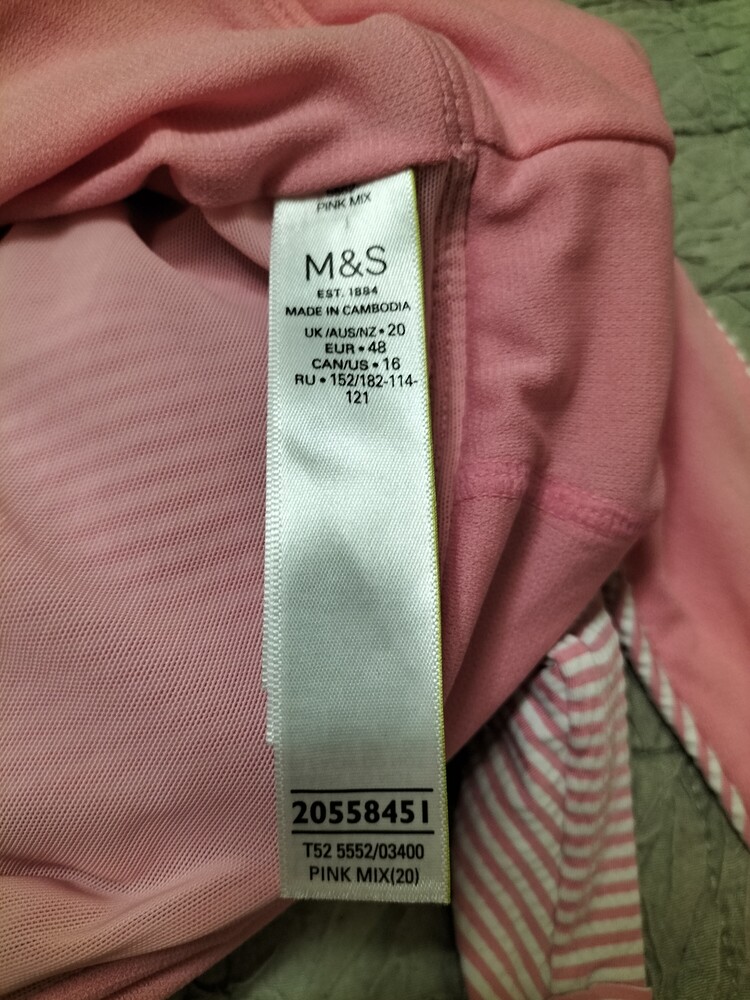 PINK MIX
M&S
EST. 1884
MADE IN CAMBODIA
UK/AUS/NZ • 20
EUR • 48
CAN/US • 16
RU • 152/182-114-
121
20558451
T52 5552/03400
PINK MIX(20)